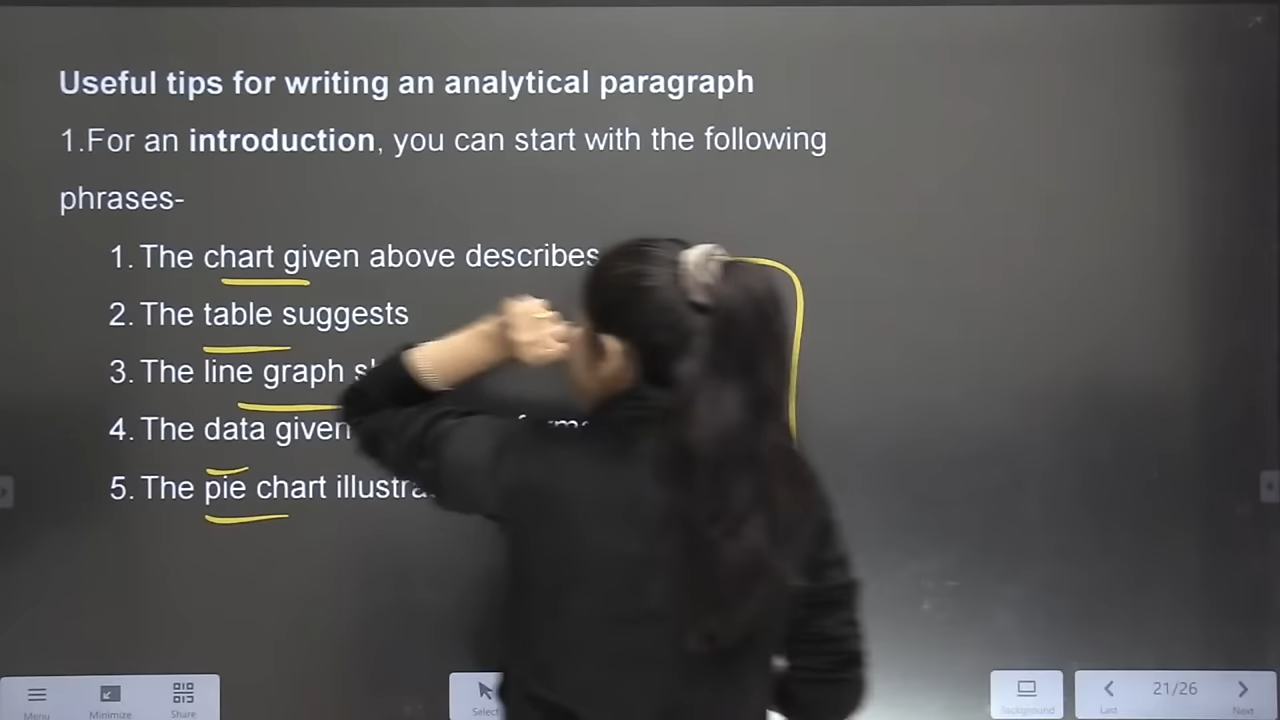 Useful tips for writing an analytical paragraph
1.For an introduction, you can start with the following
phrases-
1. The chart given above describes
2. The table suggests
3. The line graph
4. The data given
5. The pie chart
Menu
Minimize
Share
Select
Background
Last
21/26
Next